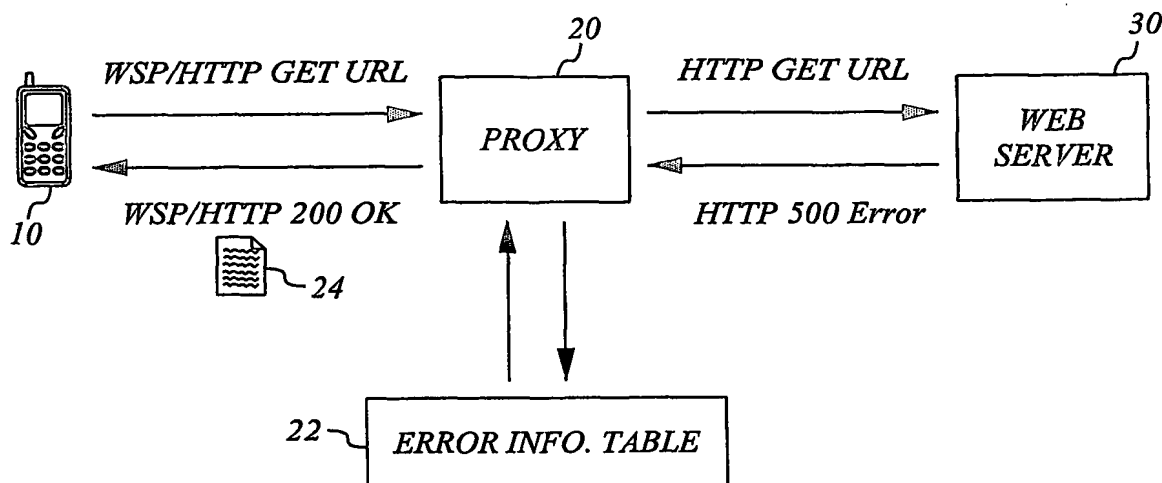 20
30
WSP/HTTP GET URL
HTTP GET URL
PROXY
WEB
SERVER
10
WSP/HTTP 200 OK
HTTP 500 Error
24
22
ERROR INFO. TABLE